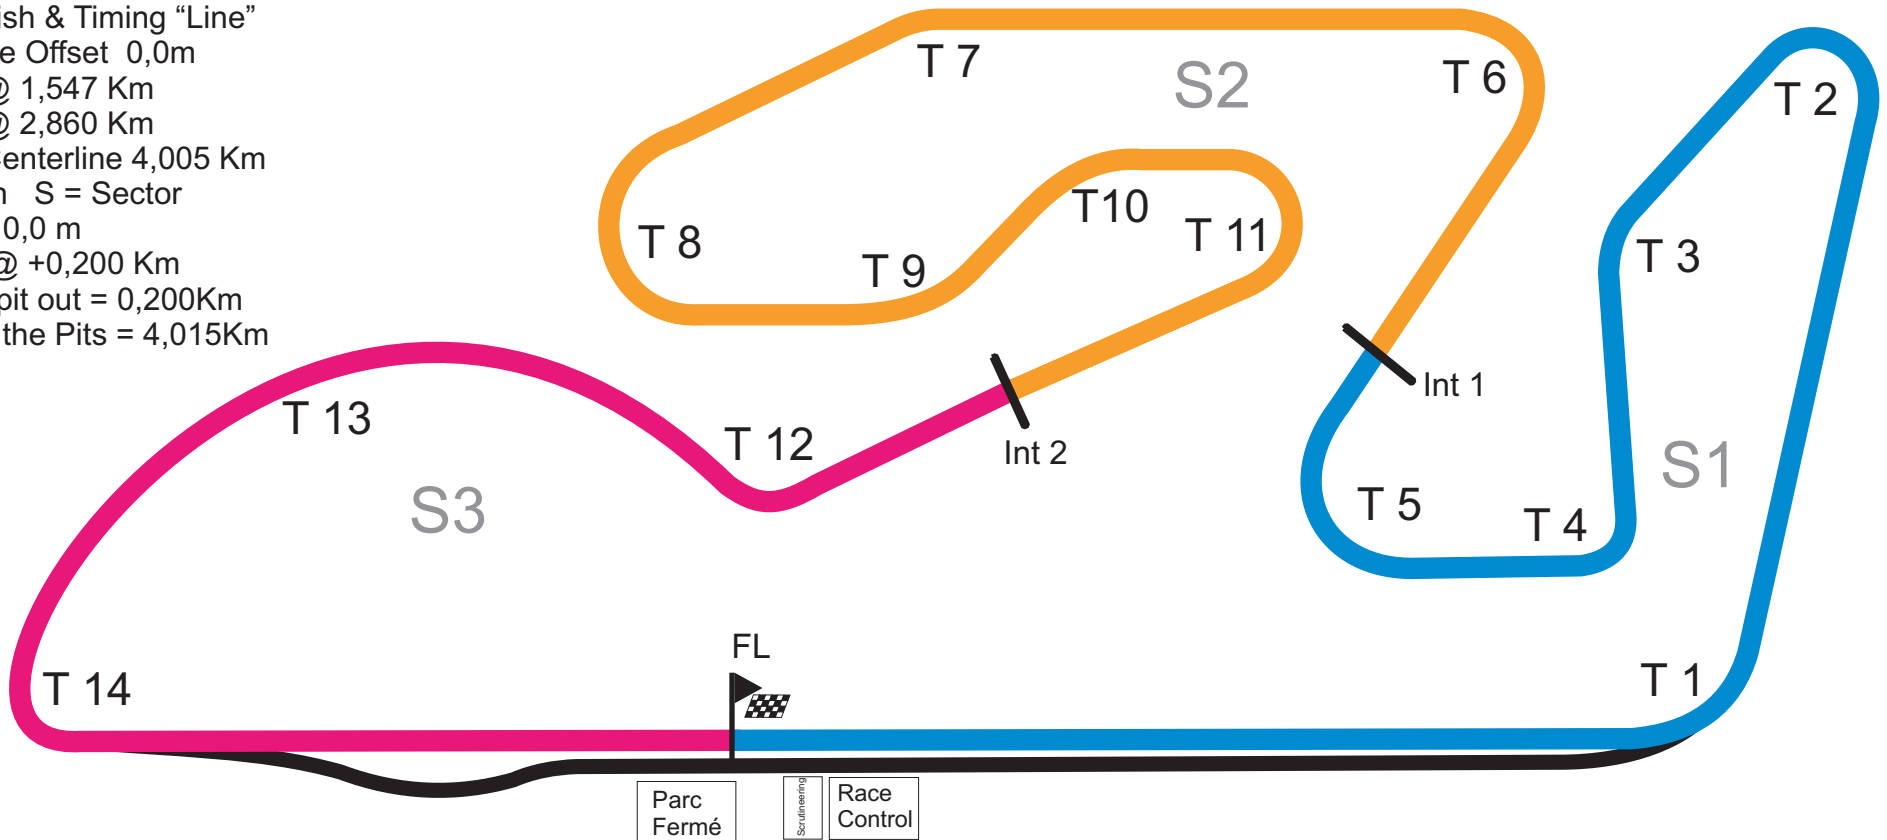 ish & Timing “Line”
e Offset 0,0m
@ 1,547 Km
@ 2,860 Km
Centerline 4,005 Km
n S = Sector
0,0 m
@ +0,200 Km
pit out = 0,200Km
the Pits = 4,015Km
T 7
S2
T 6
T 2
T 8
T 9
T10
T 11
T 3
Int 1
Int 2
T 13
T 12
S3
T 5
T 4
S1
T 14
FL
T 1
Parc
Fermé
Scrutineering
Race
Control